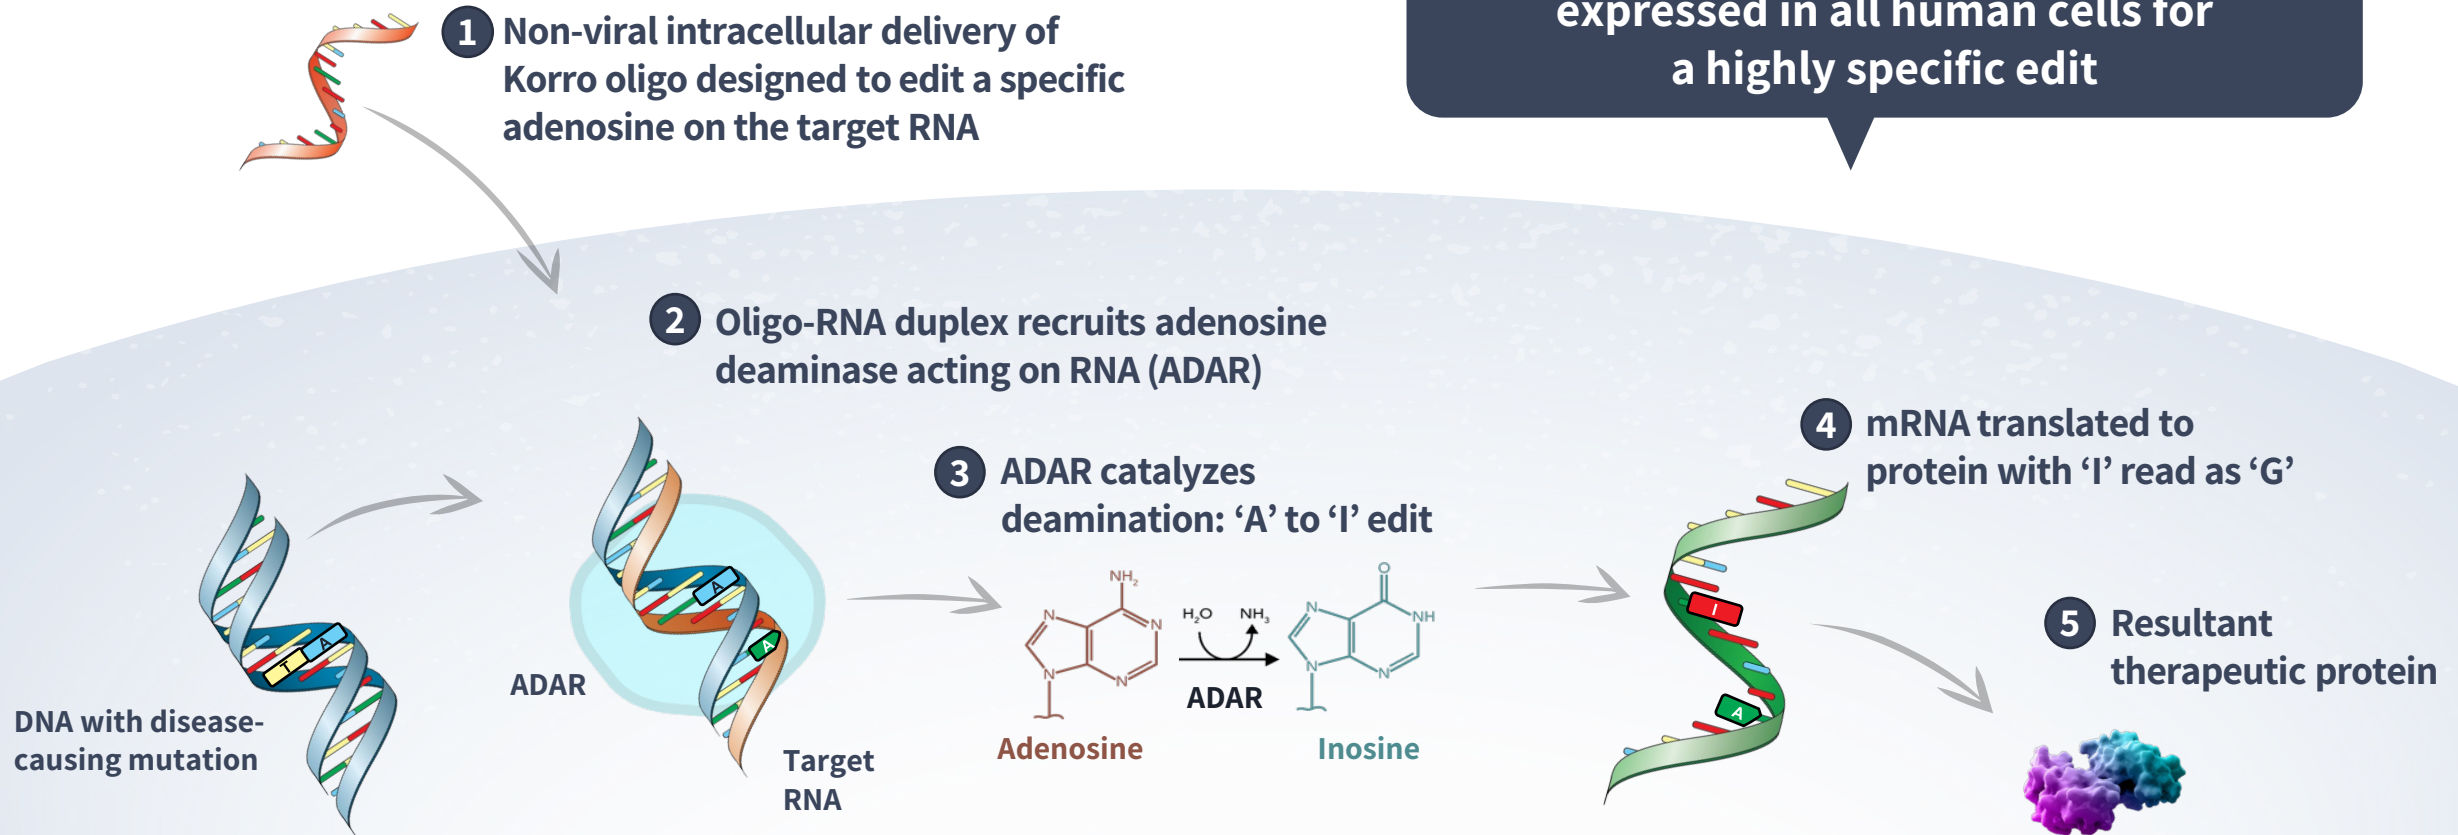 1 Non-viral intracellular delivery of
Korro oligo designed to edit a specific
adenosine on the target RNA
expressed in all human cells for
a highly specific edit
2 Oligo-RNA duplex recruits adenosine
deaminase acting on RNA (ADAR)
3 ADAR catalyzes
deamination: ‘A’ to ‘I’ edit
4 mRNA translated to
protein with ‘I’ read as ‘G’
5 Resultant
therapeutic protein
DNA with disease-
causing mutation
T A
ADAR
A
A
Target
RNA
NH₂
N
N
N
N
Adenosine
H₂O NH₃
ADAR
O
N
NH
N
N
Inosine
I
A